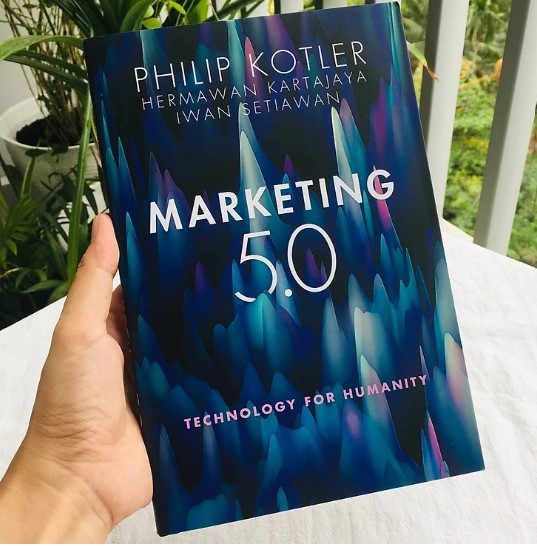 PHILIP KOTLER
HERMAWAN KARTAJAYA
IWAN SETIAWAN
MARKETING
5.0
TECHNOLOGY FOR HUMANITY